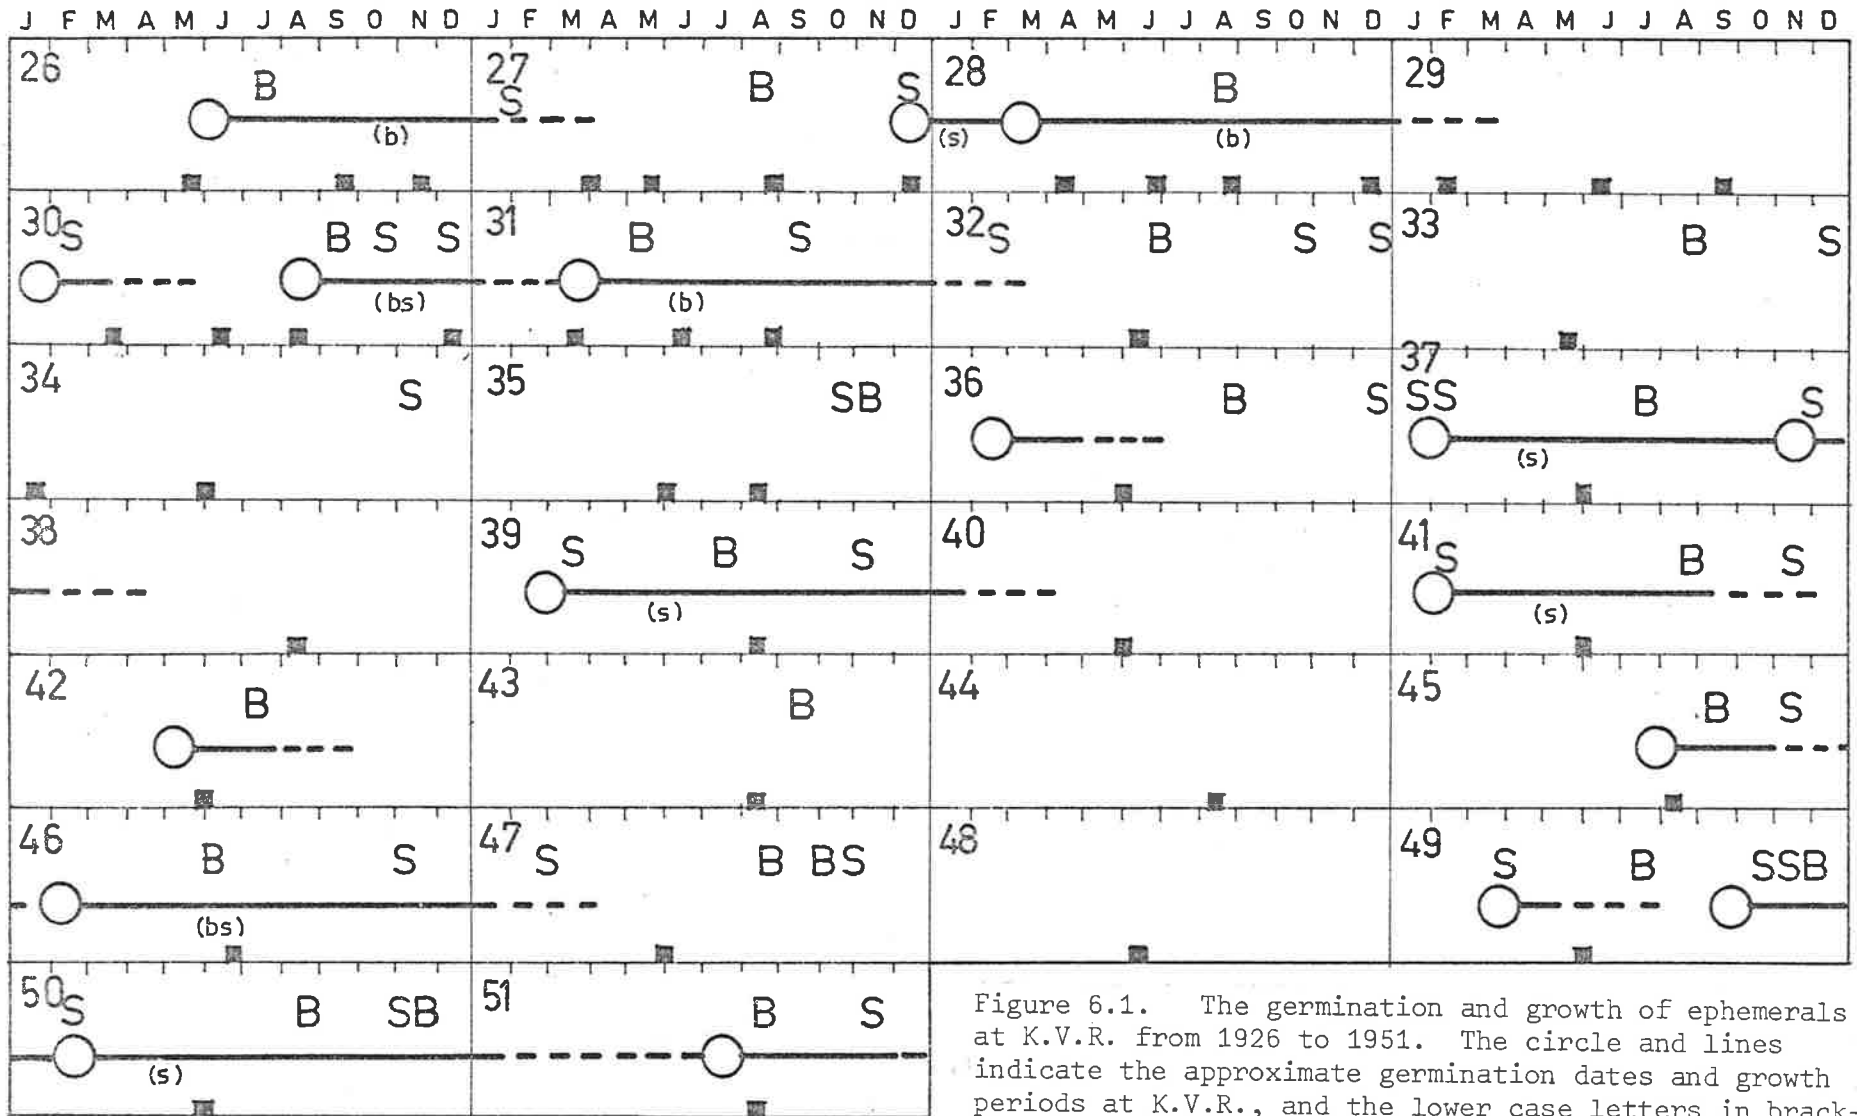 J F M A M J J A S O N D J F M A M J J A S O N D J F M A M J J A S O N D J F M A M J J A S O N D
26 B (b)
27 S B S
28 B (s) (b)
29
30 S B S S (bs)
31 B S (b)
32 S B S S
33 B S
34 S
35 SB
36 B S
37 SS B S (s)
38
39 S B S (s)
40
41 S B S (s)
42 B
43 B
44
45 B S
46 B S (bs)
47 S B BS
48
49 S B SSB
50 S B SB (s)
51 B S
Figure 6.1. The germination and growth of ephemerals
at K.V.R. from 1926 to 1951. The circle and lines
indicate the approximate germination dates and growth
periods at K.V.R., and the lower case letters in brack-